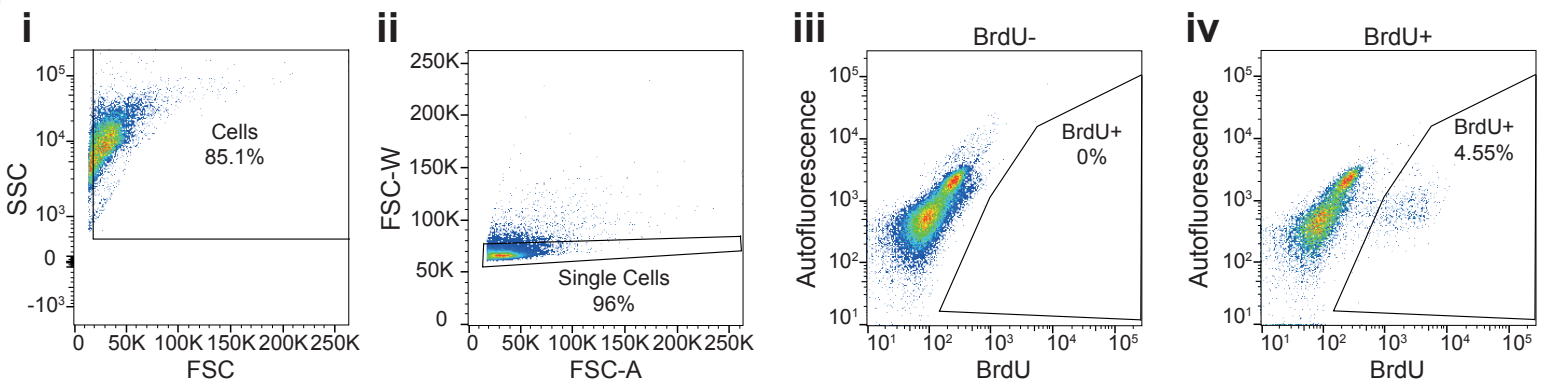 i
SSC
10⁵
10⁴
10³
0
-10³
Cells
85.1%
0 50K 100K 150K 200K 250K
FSC
ii
FSC-W
250K
200K
150K
100K
50K
0
Single Cells
96%
0 50K 100K 150K 200K 250K
FSC-A
iii
BrdU-
Autofluorescence
10⁵
10⁴
10³
10²
10¹
BrdU+
0%
10¹ 10² 10³ 10⁴ 10⁵
BrdU
iv
BrdU+
Autofluorescence
10⁵
10⁴
10³
10²
10¹
BrdU+
4.55%
10¹ 10² 10³ 10⁴ 10⁵
BrdU